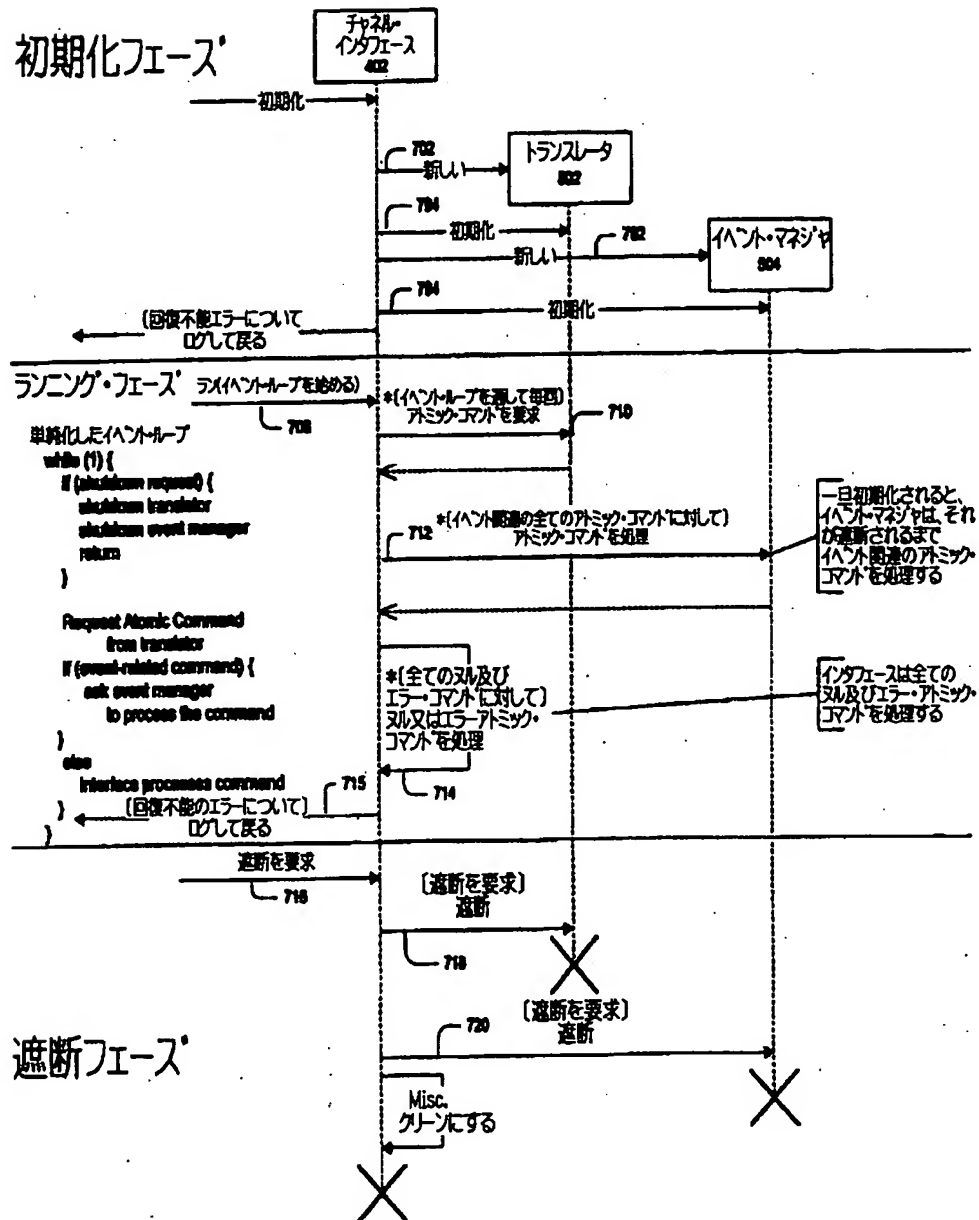 初期化フェーズ
チャネル・
インタフェース
402
初期化
702
新しい
トランスレータ
502
704
初期化
702
新しい
イベント・マネジャ
504
704
初期化
[回復不能エラーについて
ログして戻る
ランニング・フェーズ
ラン(イベント・ループを始める)
708
*[イベント・ループを通して毎回]
アトミック・コマンドを要求
710
単純化したイベント・ループ
while (1) {
if (shutdown request) {
shutdown translator
shutdown event manager
return
}
712
*[イベント関連の全てのアトミック・コマンドに対して]
アトミック・コマンドを処理
一旦初期化されると、
イベント・マネジャは、それ
が遮断されるまで
イベント関連のアトミック・
コマンドを処理する
Request Atomic Command
from translator
if (event-related command) {
ask event manager
to process the command
}
else
interface processes command
}
}
*[全てのヌル及び
エラー・コマンドに対して]
ヌル又はエラーアトミック・
コマンドを処理
714
インタフェースは全ての
ヌル及びエラー・アトミック・
コマンドを処理する
715
[回復不能のエラーについて]
ログして戻る
遮断を要求
716
[遮断を要求]
遮断
718
[遮断を要求]
遮断
720
遮断フェーズ
Misc.
クリーンにする